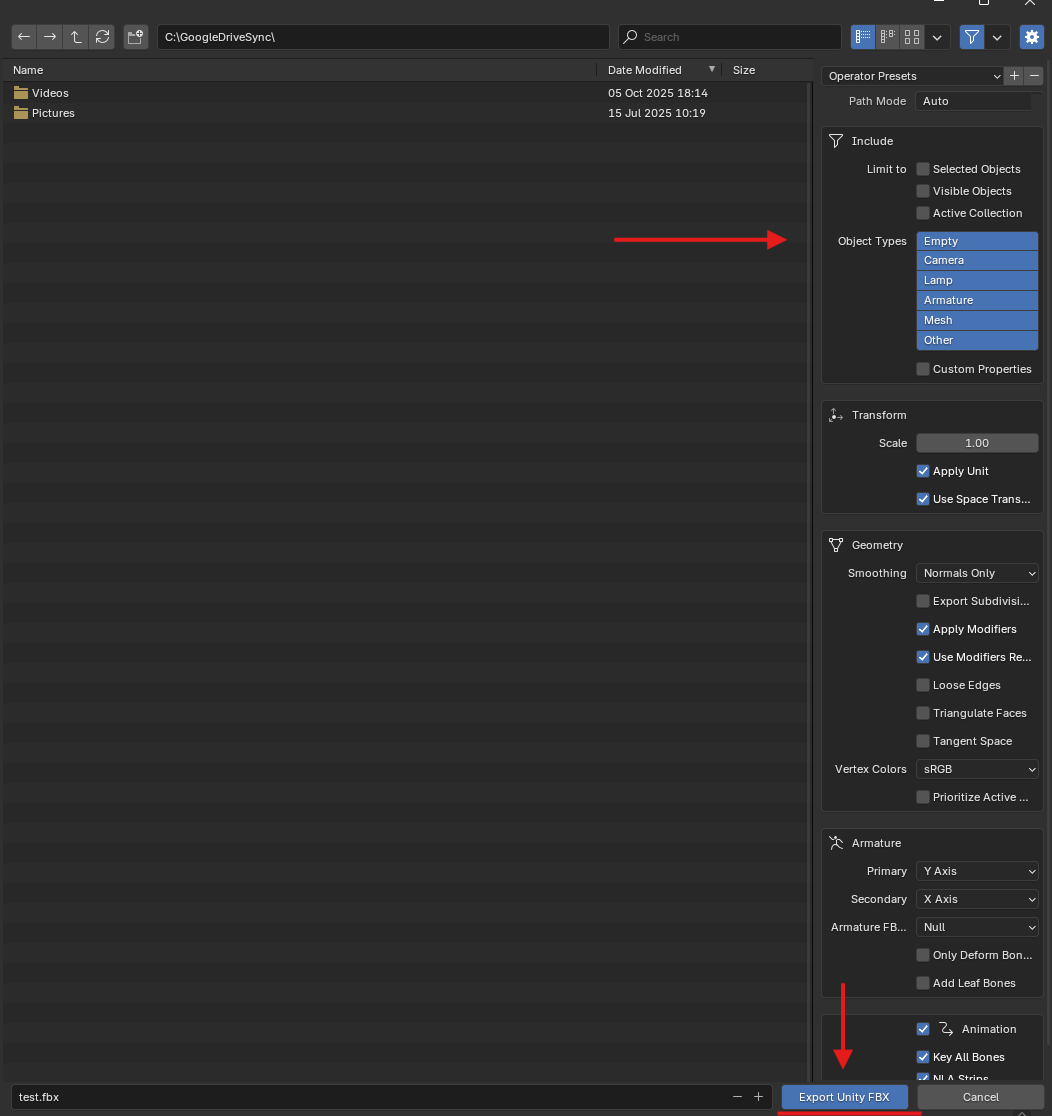 C:\GoogleDriveSync\
Search
Name
Date Modified
Size
Videos
05 Oct 2025 18:14
Pictures
15 Jul 2025 10:19
Operator Presets
Path Mode
Auto
Include
Limit to
Selected Objects
Visible Objects
Active Collection
Object Types
Empty
Camera
Lamp
Armature
Mesh
Other
Custom Properties
Transform
Scale
1.00
Apply Unit
Use Space Trans...
Geometry
Smoothing
Normals Only
Export Subdivisi...
Apply Modifiers
Use Modifiers Re...
Loose Edges
Triangulate Faces
Tangent Space
Vertex Colors
sRGB
Prioritize Active ...
Armature
Primary
Y Axis
Secondary
X Axis
Armature FB...
Null
Only Deform Bon...
Add Leaf Bones
Animation
Key All Bones
NLA Strips
test.fbx
Export Unity FBX
Cancel